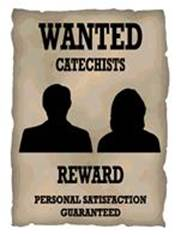 WANTED
CATECHISTS
REWARD
PERSONAL SATISFACTION
GUARANTEED